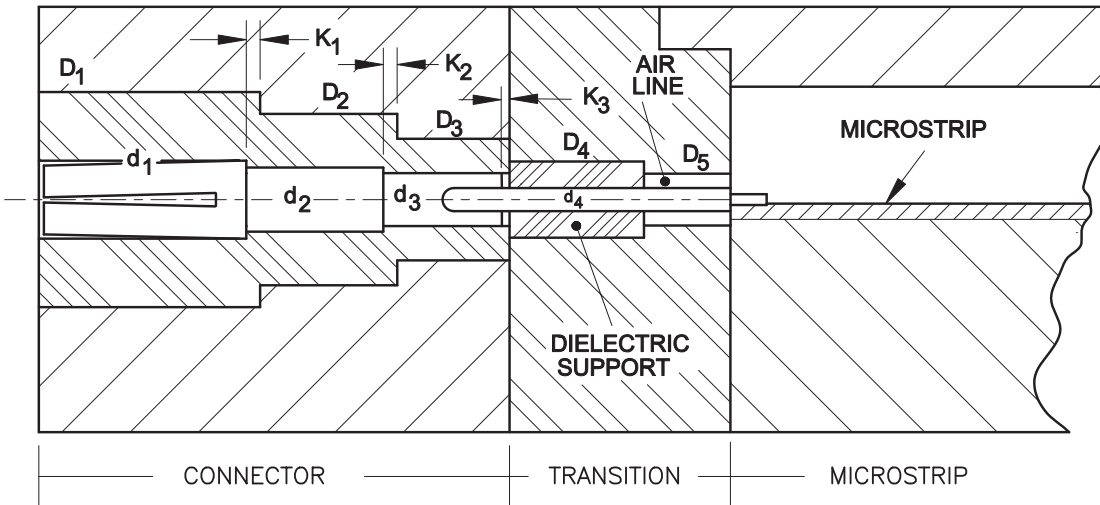 K1
D1
K2
AIR
LINE
D2
K3
D3
MICROSTRIP
D4
D5
d1
d2
d3
d4
DIELECTRIC
SUPPORT
CONNECTOR
TRANSITION
MICROSTRIP